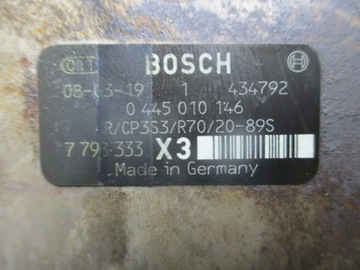 BOSCH
08-03-19 1 434792
0 445 010 146
R/CP3S3/R70/20-89S
7 793 333 X3
Made in Germany